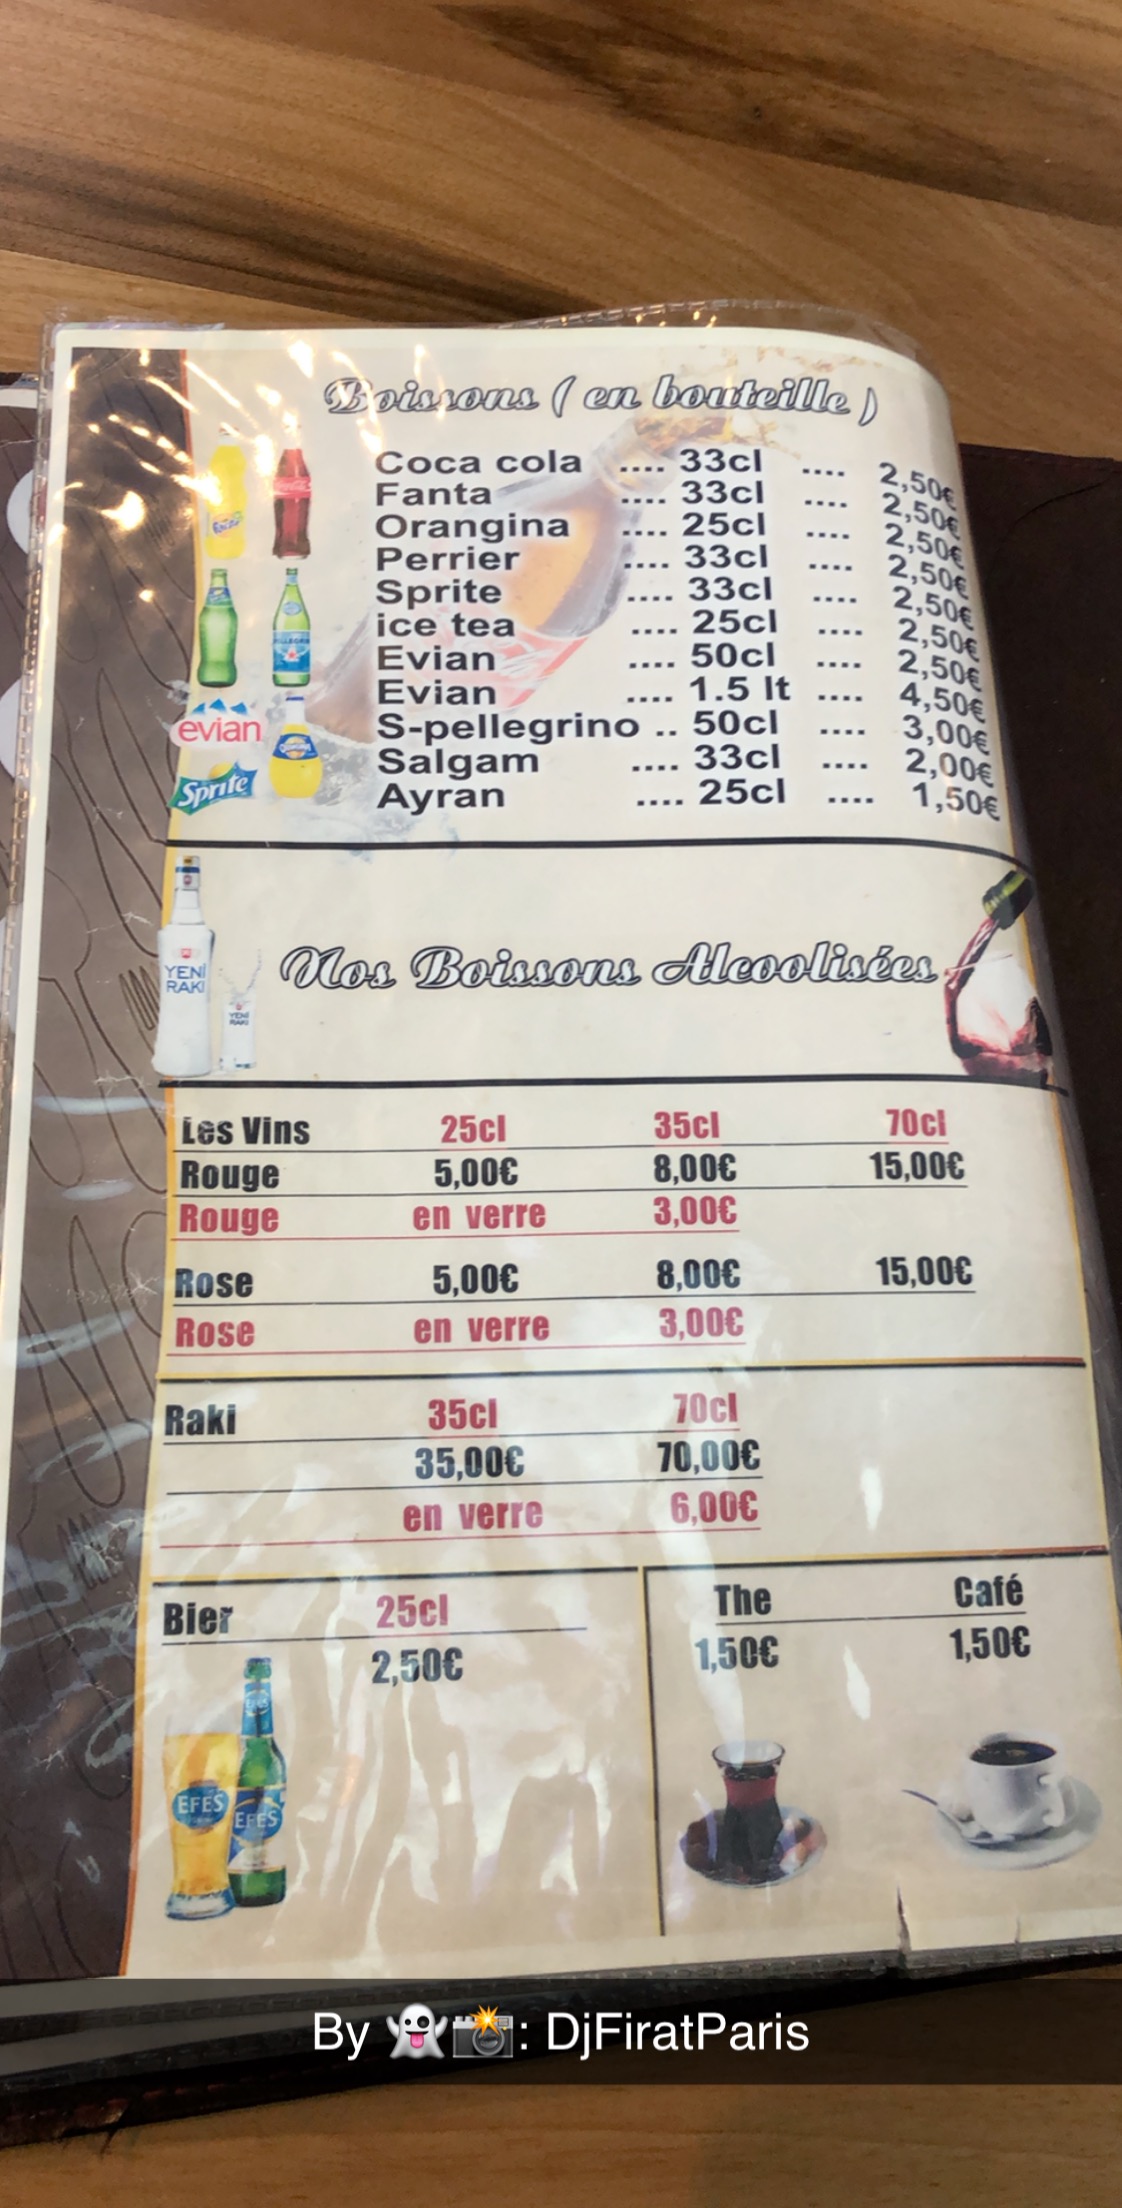 Boissons ( en bouteille )
Coca cola .... 33cl .... 2,50€
Fanta .... 33cl .... 2,50€
Orangina .... 25cl .... 2,50€
Perrier .... 33cl .... 2,50€
Sprite .... 33cl .... 2,50€
ice tea .... 25cl .... 2,50€
Evian .... 50cl .... 2,50€
Evian .... 1.5 lt .... 4,50€
S-pellegrino .. 50cl .... 3,00€
Salgam .... 33cl .... 2,00€
Ayran .... 25cl .... 1,50€
evian
Sprite
YENİ
RAKI
YENİ
RAKI
Nos Boissons Alcoolisées
Les Vins 25cl 35cl 70cl
Rouge 5,00€ 8,00€ 15,00€
Rouge en verre 3,00€
Rose 5,00€ 8,00€ 15,00€
Rose en verre 3,00€
Raki 35cl 70cl
35,00€ 70,00€
en verre 6,00€
Bier 25cl
2,50€
The Café
1,50€ 1,50€
EFES
EFES
EFES
By 👻📸: DjFiratParis